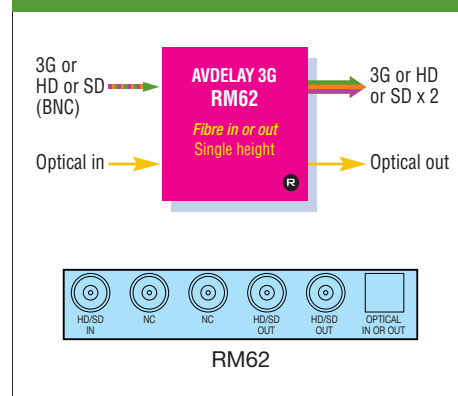 3G or
HD or SD
(BNC)
AVDELAY 3G
RM62
Fibre in or out
Single height
R
3G or HD
or SD x 2
Optical in
Optical out
HD/SD
IN
NC
NC
HD/SD
OUT
HD/SD
OUT
OPTICAL
IN OR OUT
RM62